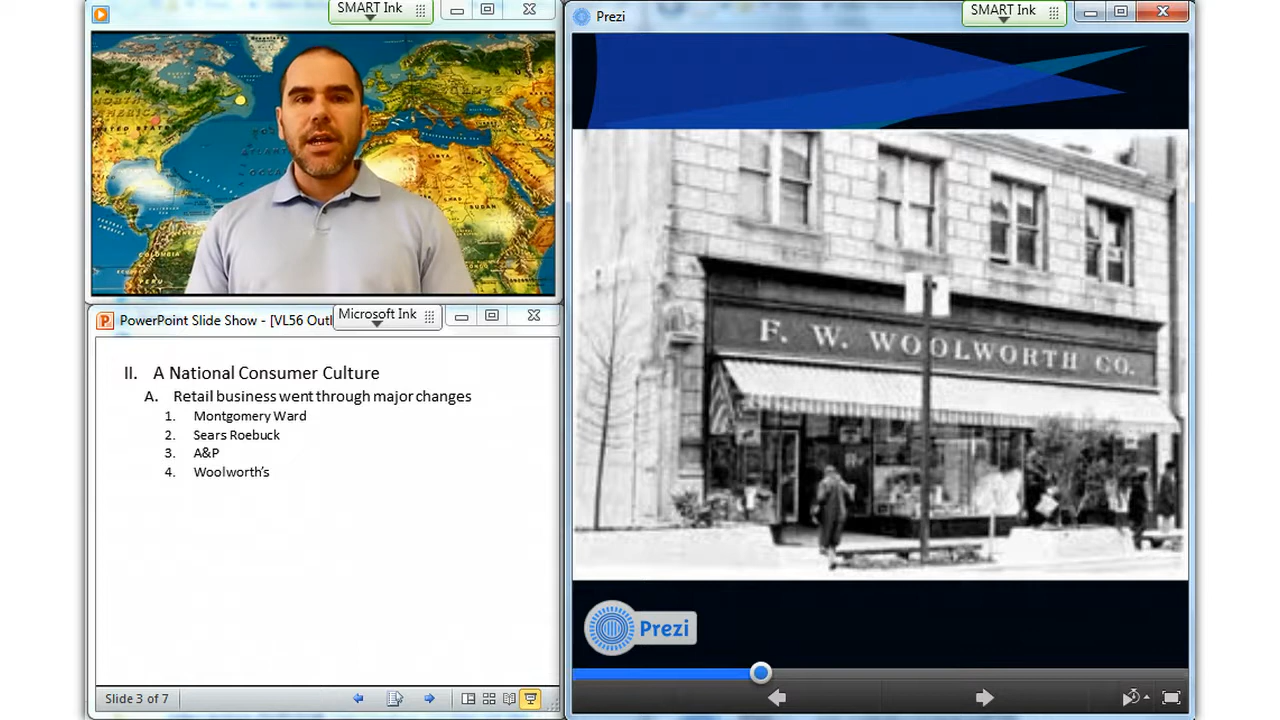 SMART Ink
PowerPoint Slide Show - [VL56 Outl
Microsoft Ink
II. A National Consumer Culture
A. Retail business went through major changes
1. Montgomery Ward
2. Sears Roebuck
3. A&P
4. Woolworth's
Slide 3 of 7
Prezi
SMART Ink
F. W. WOOLWORTH CO.
Prezi